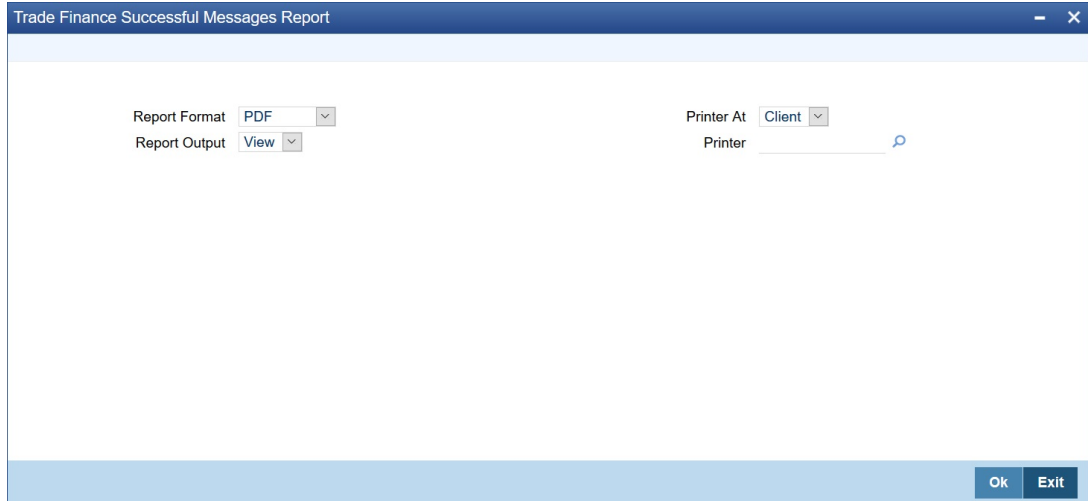 Trade Finance Successful Messages Report
Report Format PDF Printer At Client
Report Output View Printer
Ok Exit